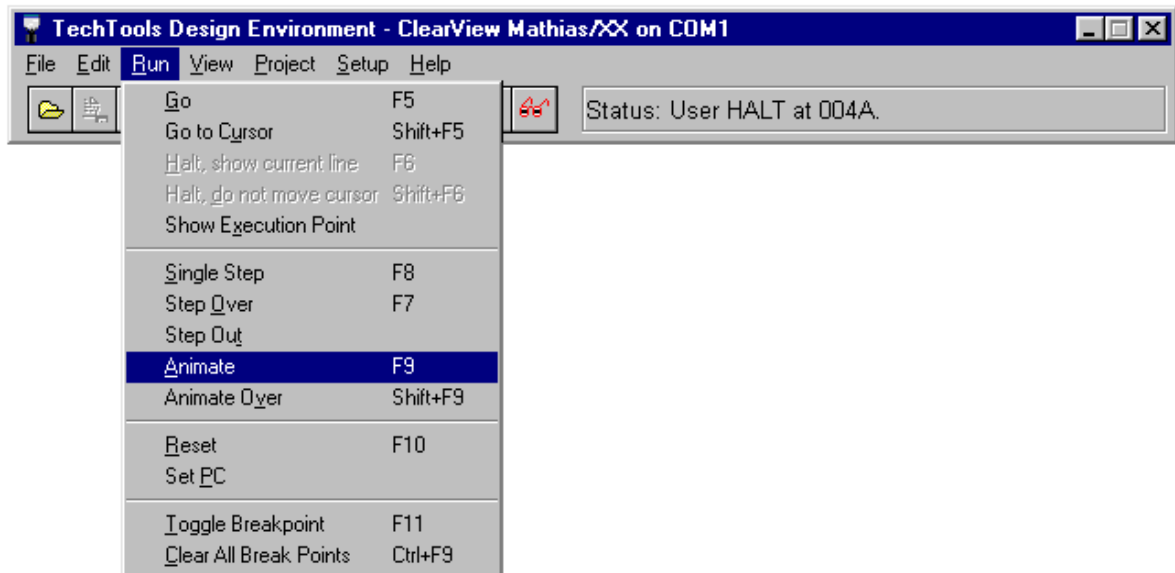 TechTools Design Environment - ClearView Mathias/XX on COM1
File Edit Run View Project Setup Help
Status: User HALT at 004A.
Go F5
Go to Cursor Shift+F5
Halt, show current line F6
Halt, do not move cursor Shift+F6
Show Execution Point
Single Step F8
Step Over F7
Step Out
Animate F9
Animate Over Shift+F9
Reset F10
Set PC
Toggle Breakpoint F11
Clear All Break Points Ctrl+F9